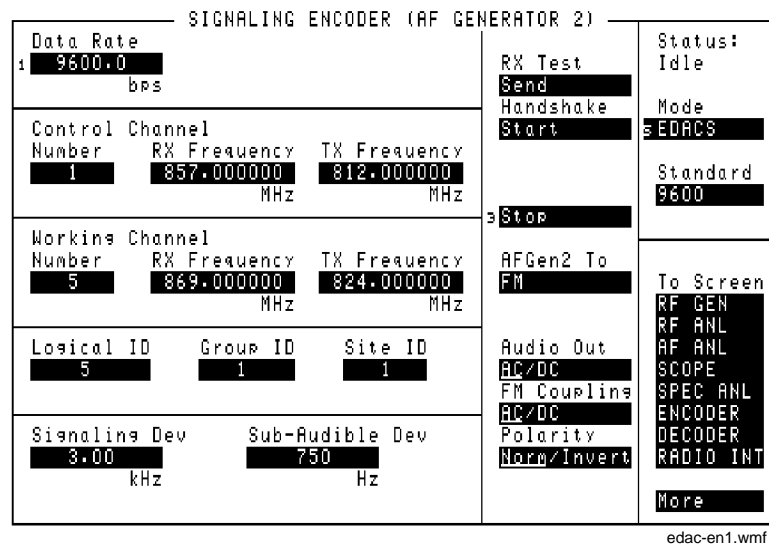 SIGNALING ENCODER (AF GENERATOR 2)
Data Rate
1 9600.0
bps
Control Channel
Number RX Frequency TX Frequency
1 857.000000 812.000000
MHz MHz
Working Channel
Number RX Frequency TX Frequency
5 869.000000 824.000000
MHz MHz
Logical ID Group ID Site ID
5 1 1
Signaling Dev Sub-Audible Dev
3.00 750
kHz Hz
RX Test
Send
Handshake
Start
3 Stop
AFGen2 To
FM
Audio Out
AC/DC
FM Coupling
AC/DC
Polarity
Norm/Invert
Status:
Idle
Mode
5 EDACS
Standard
9600
To Screen
RF GEN
RF ANL
AF ANL
SCOPE
SPEC ANL
ENCODER
DECODER
RADIO INT
More
edac-en1.wmf